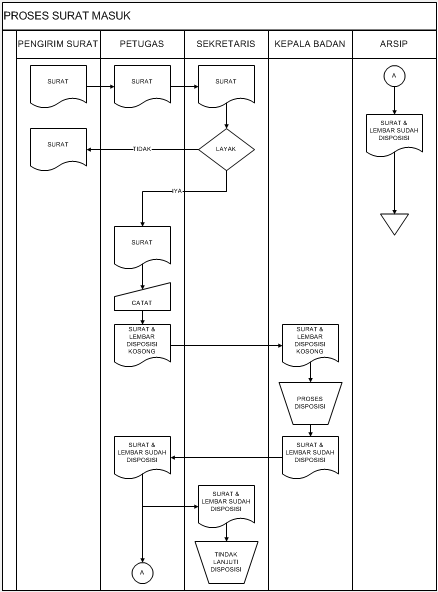 PROSES SURAT MASUK
PENGIRIM SURAT
PETUGAS
SEKRETARIS
KEPALA BADAN
ARSIP
SURAT
SURAT
SURAT
A
SURAT &
LEMBAR SUDAH
DISPOSISI
SURAT
TIDAK
LAYAK
IYA
SURAT
CATAT
SURAT &
LEMBAR
DISPOSISI
KOSONG
SURAT &
LEMBAR
DISPOSISI
KOSONG
PROSES
DISPOSISI
SURAT &
LEMBAR SUDAH
DISPOSISI
SURAT &
LEMBAR SUDAH
DISPOSISI
SURAT &
LEMBAR SUDAH
DISPOSISI
A
TINDAK
LANJUTI
DISPOSISI